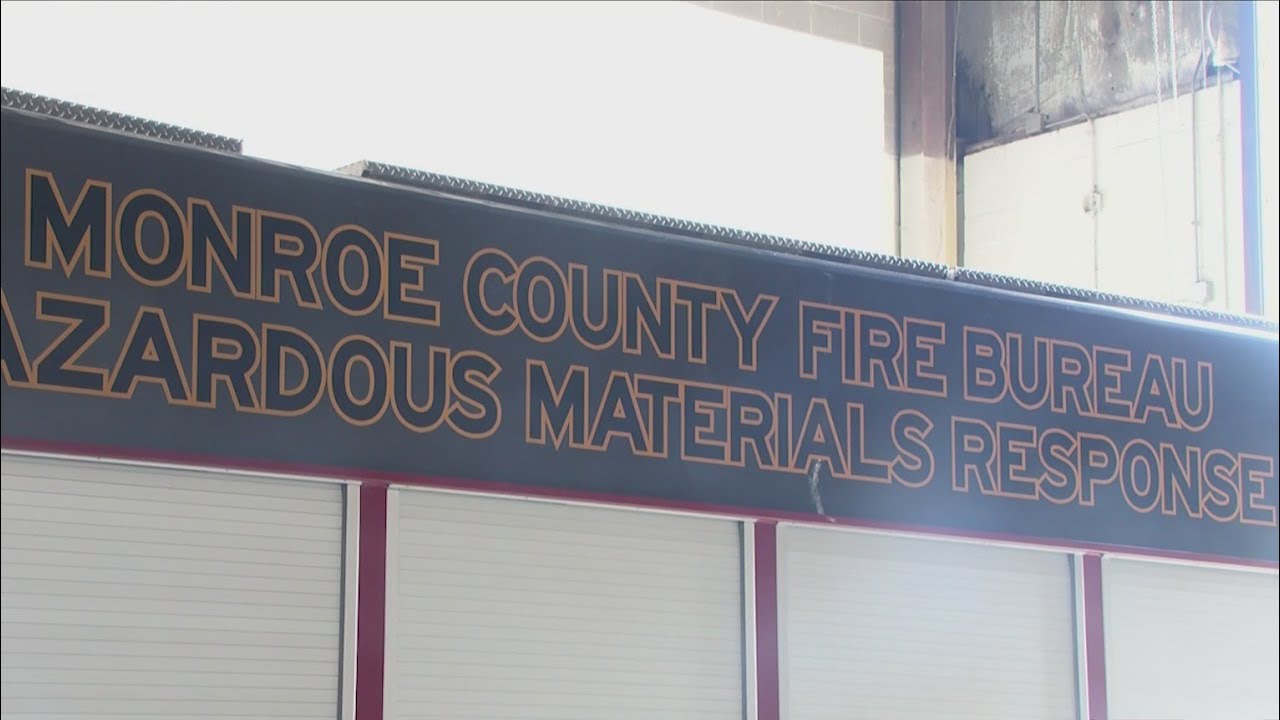 MONROE COUNTY FIRE BUREAU
AZARDOUS MATERIALS RESPONSE